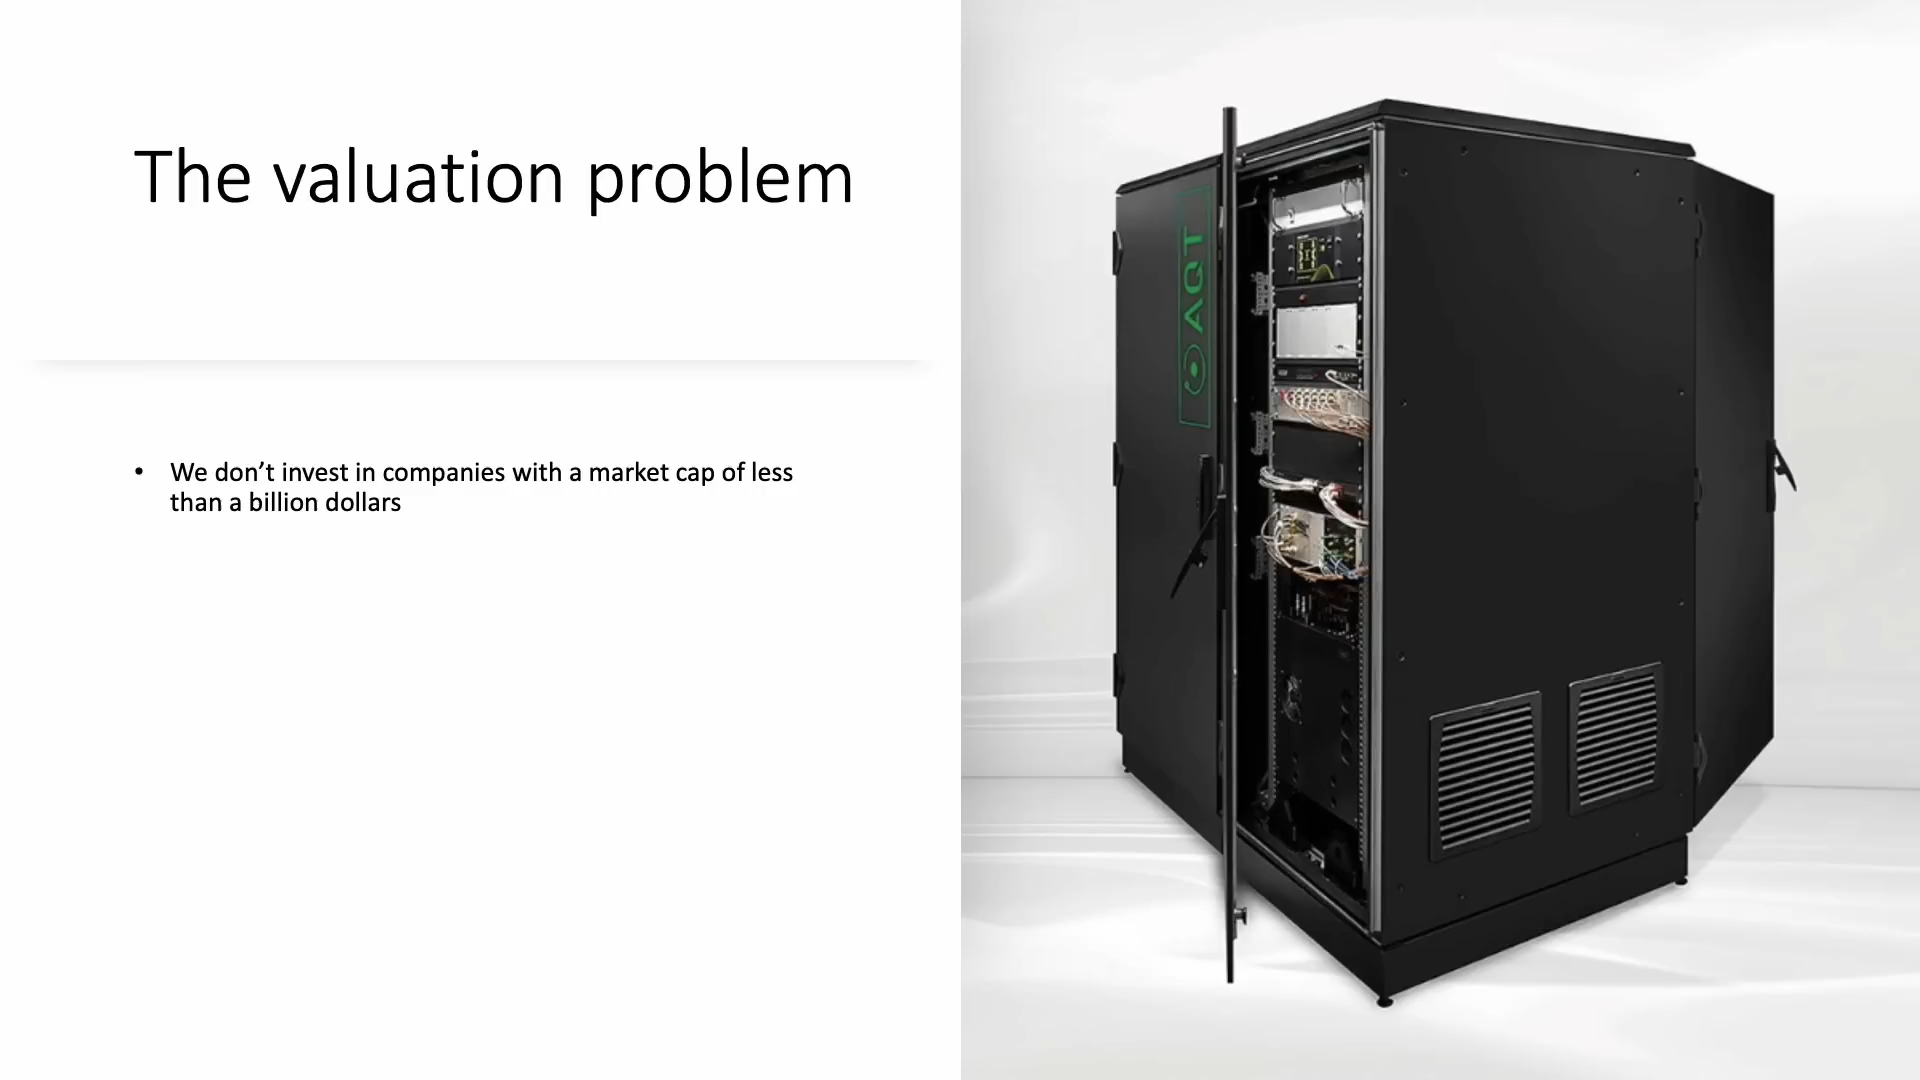 The valuation problem
• We don’t invest in companies with a market cap of less
than a billion dollars
AQT